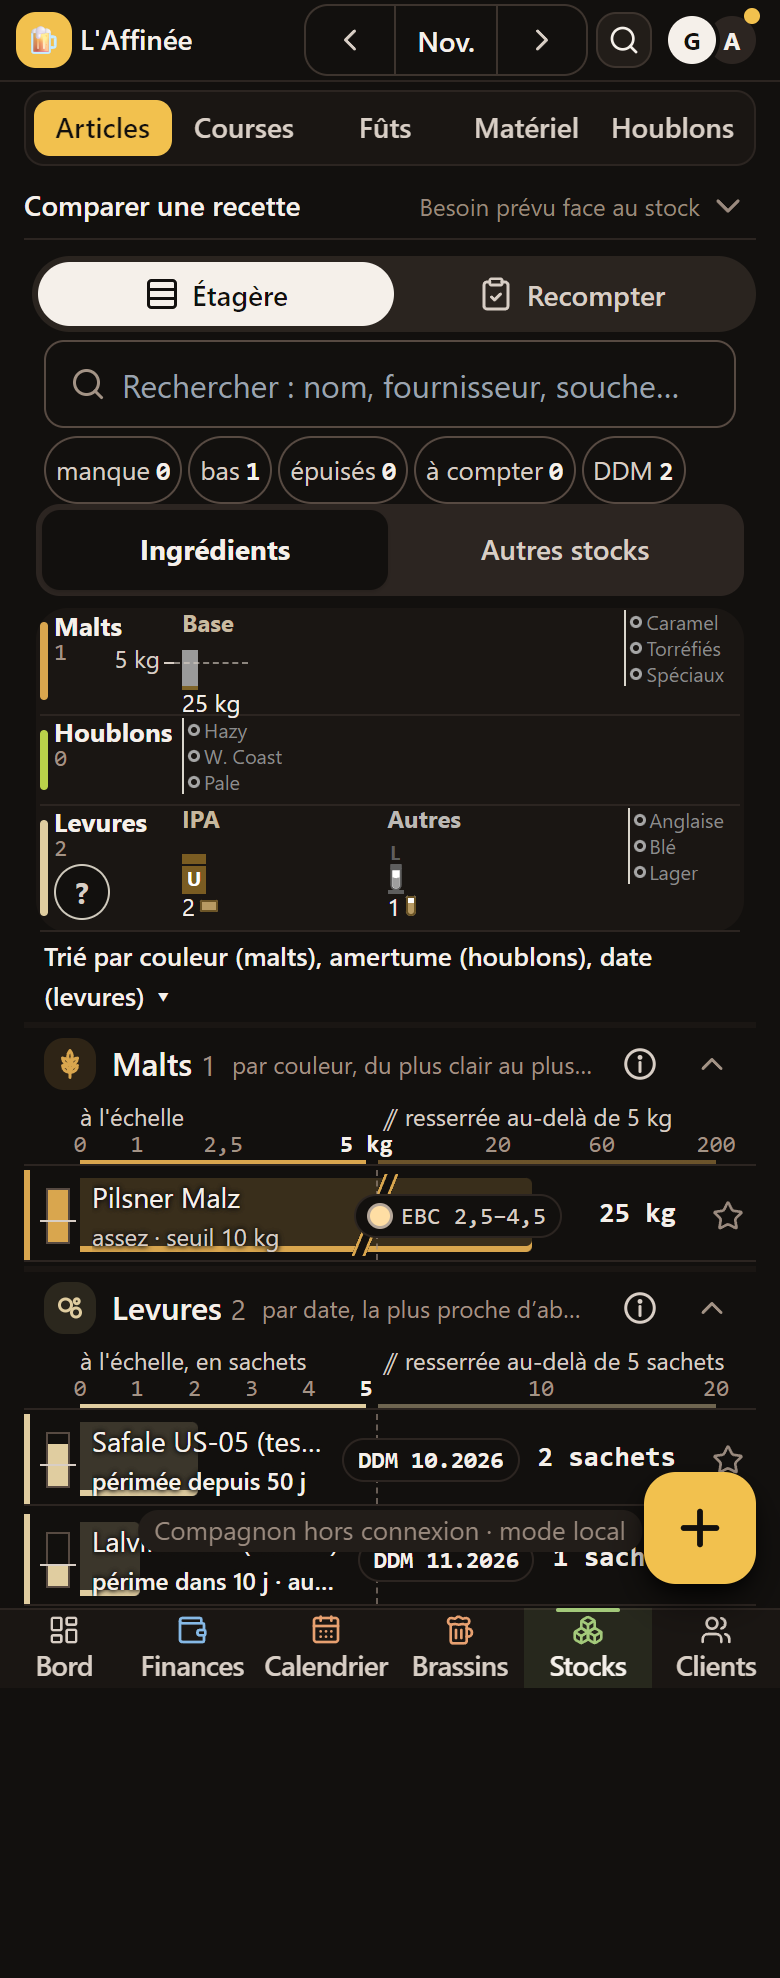 L'Affinée
Nov.
G
A
Articles
Courses
Fûts
Matériel
Houblons
Comparer une recette
Besoin prévu face au stock
Étagère
Recompter
Rechercher : nom, fournisseur, souche...
manque 0
bas 1
épuisés 0
à compter 0
DDM 2
Ingrédients
Autres stocks
Malts
1
Base
5 kg
25 kg
Caramel
Torréfiés
Spéciaux
Houblons
0
Hazy
W. Coast
Pale
Levures
2
?
IPA
U
2
Autres
L
1
Anglaise
Blé
Lager
Trié par couleur (malts), amertume (houblons), date
(levures) ▼
Malts 1 par couleur, du plus clair au plus...
à l'échelle
// resserrée au-delà de 5 kg
0 1 2,5 5 kg 20 60 200
Pilsner Malz
assez · seuil 10 kg
EBC 2,5–4,5
25 kg
Levures 2 par date, la plus proche d’ab...
à l'échelle, en sachets
// resserrée au-delà de 5 sachets
0 1 2 3 4 5 10 20
Safale US-05 (tes...
périmée depuis 50 j
DDM 10.2026
2 sachets
Compagnon hors connexion · mode local
périme dans 10 j · au...
DDM 11.2026
+
Bord
Finances
Calendrier
Brassins
Stocks
Clients